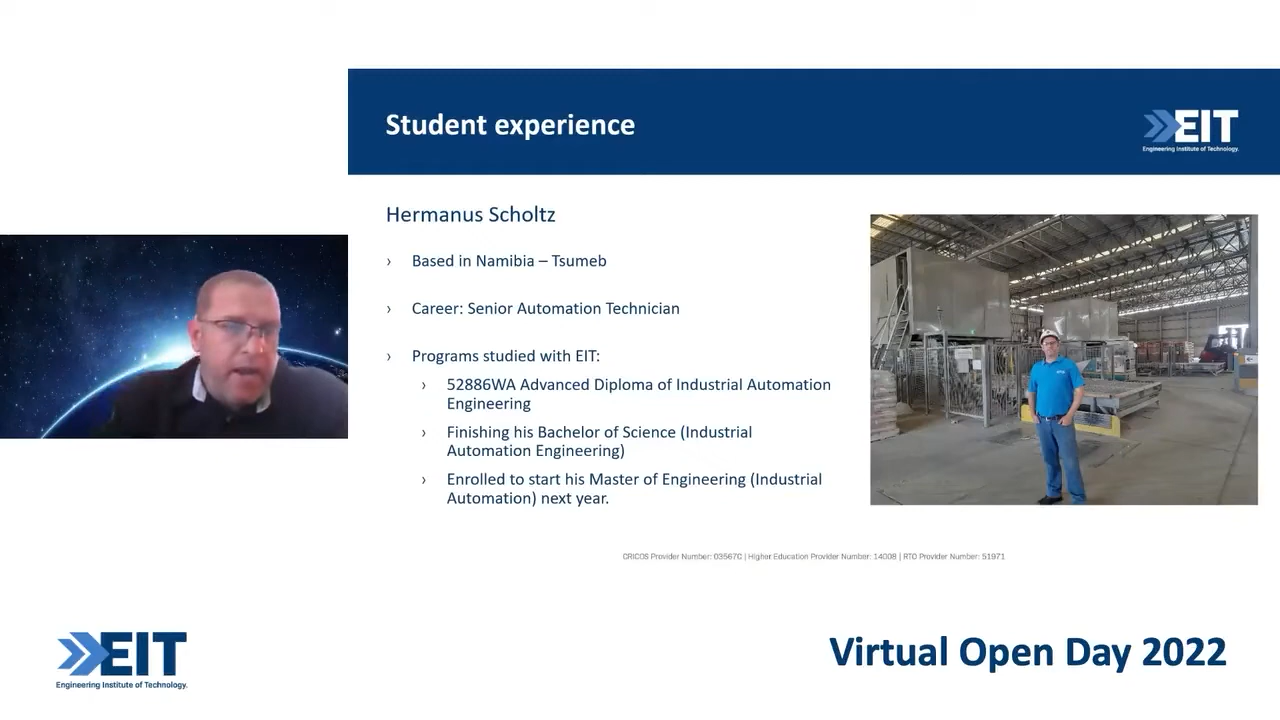 Student experience
EIT
Engineering Institute of Technology.
Hermanus Scholtz
› Based in Namibia – Tsumeb
› Career: Senior Automation Technician
› Programs studied with EIT:
› 52886WA Advanced Diploma of Industrial Automation
Engineering
› Finishing his Bachelor of Science (Industrial
Automation Engineering)
› Enrolled to start his Master of Engineering (Industrial
Automation) next year.
CRICOS Provider Number: 03567C | Higher Education Provider Number: 14008 | RTO Provider Number: 51971
EIT
Engineering Institute of Technology.
Virtual Open Day 2022